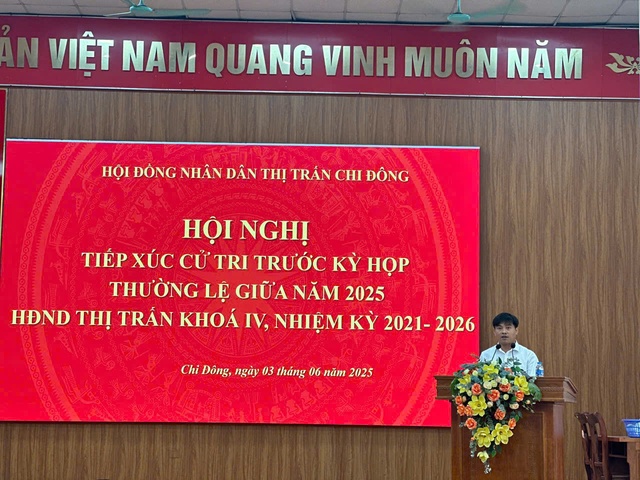 ẢN VIỆT NAM QUANG VINH MUÔN NĂM
HỘI ĐỒNG NHÂN DÂN THỊ TRẤN CHI ĐÔNG
HỘI NGHỊ
TIẾP XÚC CỬ TRI TRƯỚC KỲ HỌP
THƯỜNG LỆ GIỮA NĂM 2025
HĐND THỊ TRẤN KHOÁ IV, NHIỆM KỲ 2021- 2026
Chi Đông, ngày 03 tháng 06 năm 2025